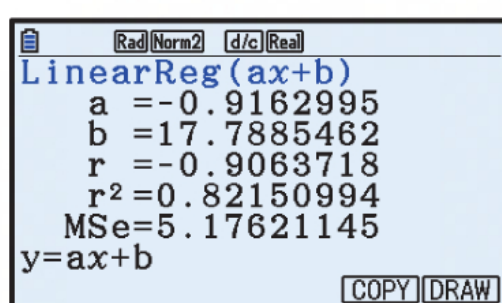 Rad Norm2 d/c Real
LinearReg(ax+b)
a =-0.9162995
b =17.7885462
r =-0.9063718
r²=0.82150994
MSe=5.17621145
y=ax+b
COPY DRAW